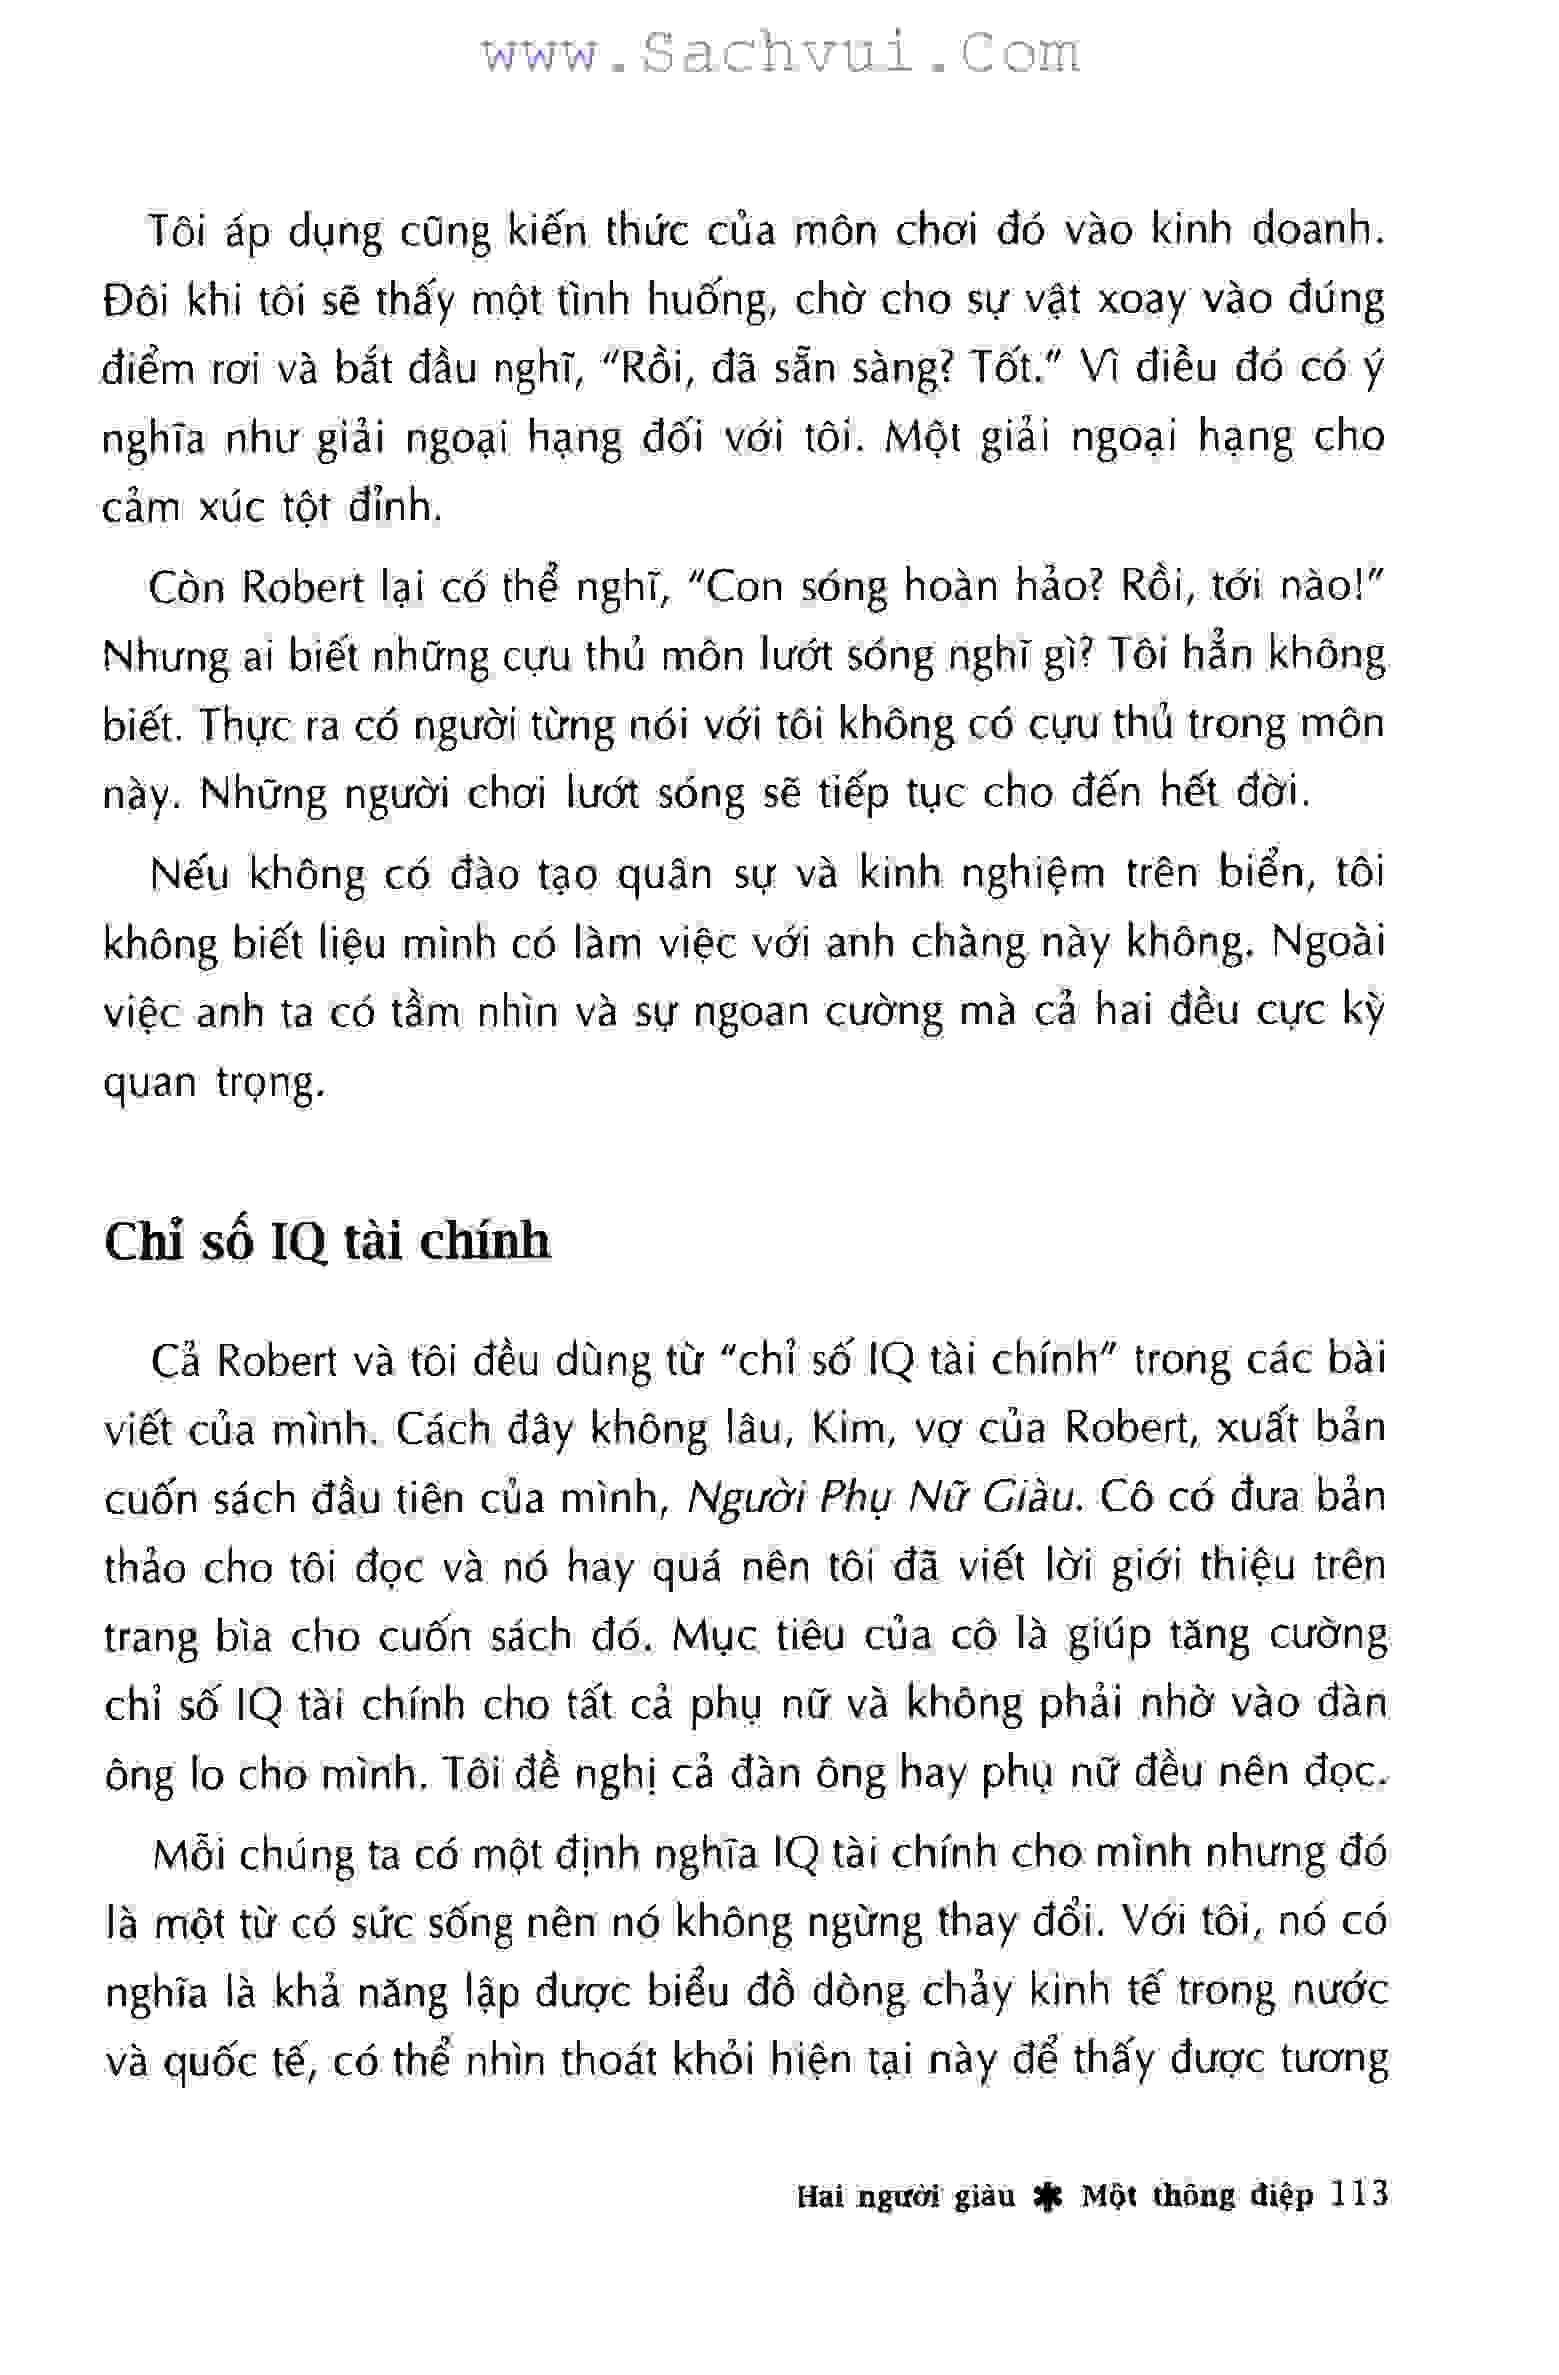 www.Sachvui.Com
Tôi áp dụng cũng kiến thức của môn chơi đó vào kinh doanh.
Đôi khi tôi sẽ thấy một tình huống, chờ cho sự vật xoay vào đúng
điểm rơi và bắt đầu nghĩ, "Rồi, đã sẵn sàng? Tốt." Vì điều đó có ý
nghĩa như giải ngoại hạng đối với tôi. Một giải ngoại hạng cho
cảm xúc tột đỉnh.
Còn Robert lại có thể nghĩ, "Con sóng hoàn hảo? Rồi, tới nào!"
Nhưng ai biết những cựu thủ môn lướt sóng nghĩ gì? Tôi hẳn không
biết. Thực ra có người từng nói với tôi không có cựu thủ trong môn
này. Những người chơi lướt sóng sẽ tiếp tục cho đến hết đời.
Nếu không có đào tạo quân sự và kinh nghiệm trên biển, tôi
không biết liệu mình có làm việc với anh chàng này không. Ngoài
việc anh ta có tầm nhìn và sự ngoan cường mà cả hai đều cực kỳ
quan trọng.
Chỉ số IQ tài chính
Cả Robert và tôi đều dùng từ "chỉ số IQ tài chính" trong các bài
viết của mình. Cách đây không lâu, Kim, vợ của Robert, xuất bản
cuốn sách đầu tiên của mình, Người Phụ Nữ Giàu. Cô có đưa bản
thảo cho tôi đọc và nó hay quá nên tôi đã viết lời giới thiệu trên
trang bìa cho cuốn sách đó. Mục tiêu của cô là giúp tăng cường
chỉ số IQ tài chính cho tất cả phụ nữ và không phải nhờ vào đàn
ông lo cho mình. Tôi đề nghị cả đàn ông hay phụ nữ đều nên đọc.
Mỗi chúng ta có một định nghĩa IQ tài chính cho mình nhưng đó
là một từ có sức sống nên nó không ngừng thay đổi. Với tôi, nó có
nghĩa là khả năng lập được biểu đồ dòng chảy kinh tế trong nước
và quốc tế, có thể nhìn thoát khỏi hiện tại này để thấy được tương
Hai người giàu ✱ Một thông điệp 113